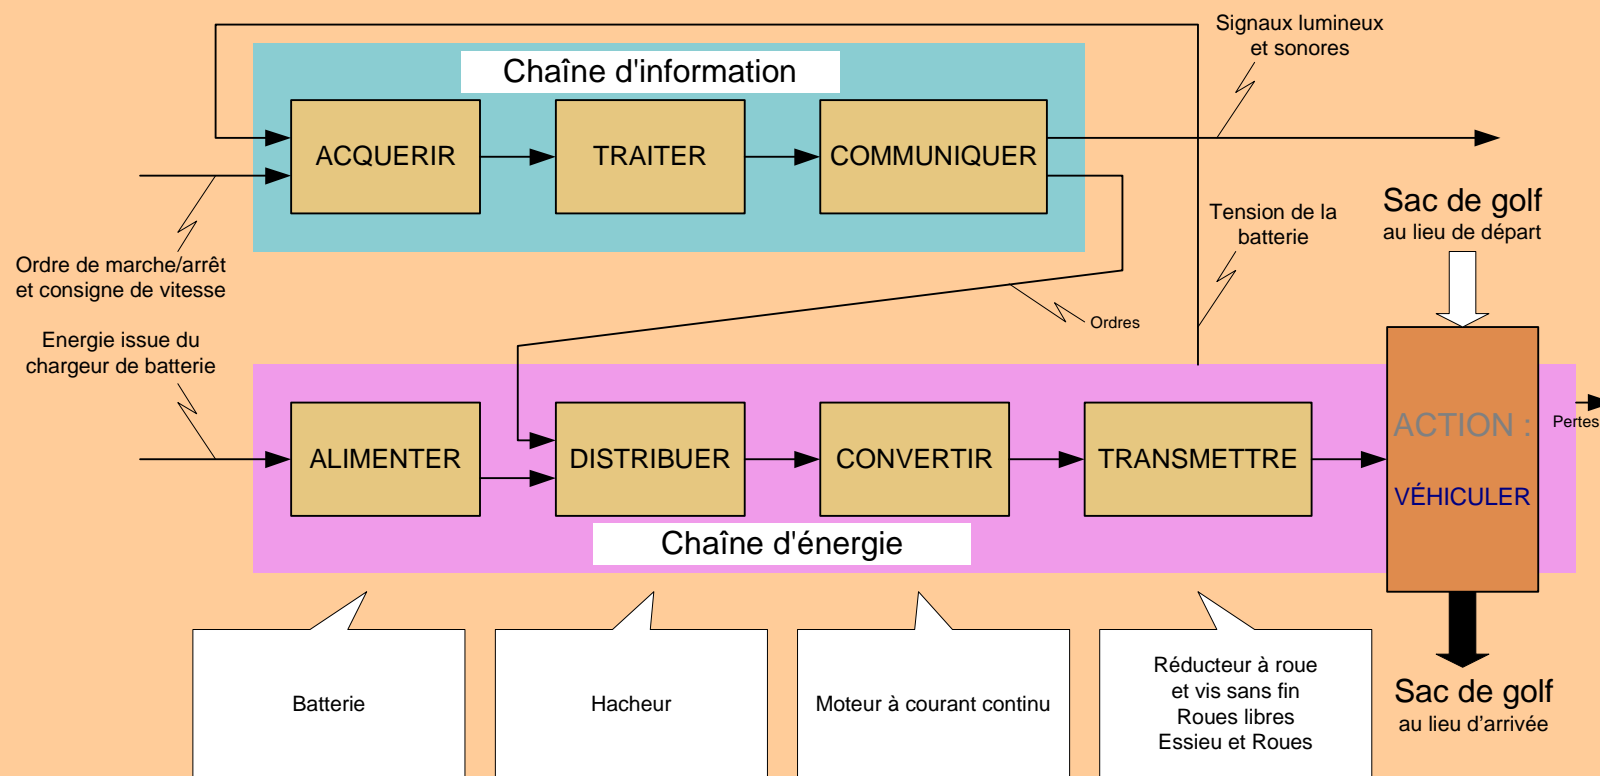 Signaux lumineux
et sonores
Chaîne d'information
ACQUERIR
TRAITER
COMMUNIQUER
Ordre de marche/arrêt
et consigne de vitesse
Tension de la
batterie
Sac de golf
au lieu de départ
Ordres
Energie issue du
chargeur de batterie
ALIMENTER
DISTRIBUER
CONVERTIR
TRANSMETTRE
ACTION :
VÉHICULER
Pertes
Chaîne d'énergie
Batterie
Hacheur
Moteur à courant continu
Réducteur à roue
et vis sans fin
Roues libres
Essieu et Roues
Sac de golf
au lieu d'arrivée